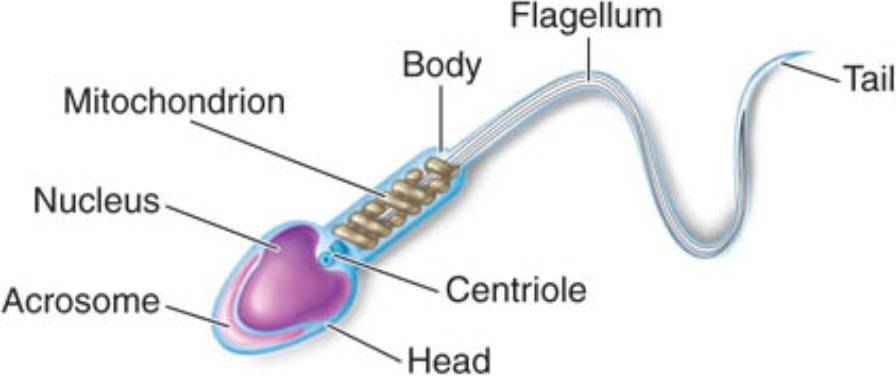 Flagellum
Body
Tail
Mitochondrion
Nucleus
Centriole
Acrosome
Head